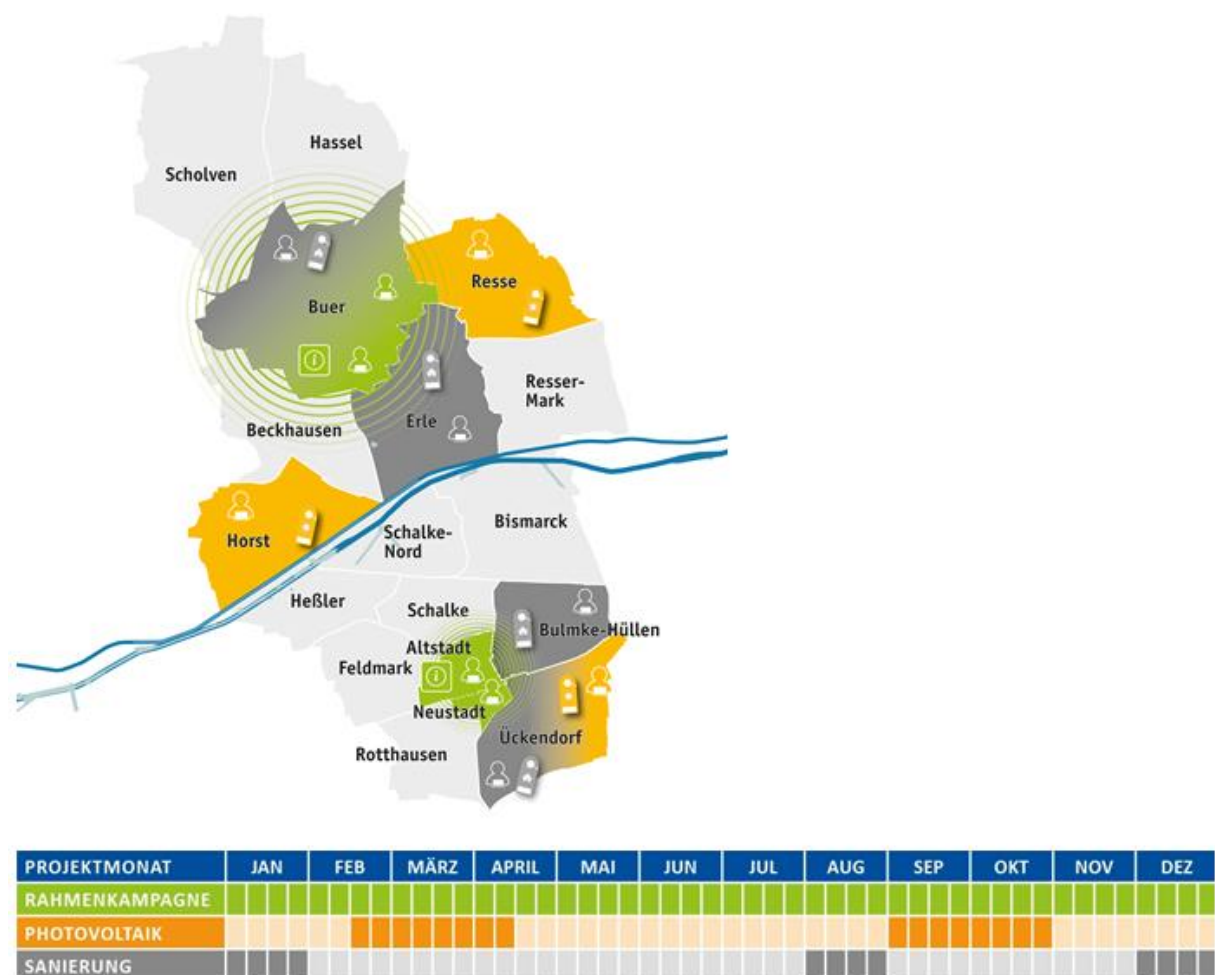 Hassel
Scholven
Resse
Buer
Resser-
Mark
Erle
Beckhausen
Bismarck
Schalke-
Nord
Horst
Heßler
Schalke
Bulmke-Hüllen
Altstadt
Feldmark
Neustadt
Ückendorf
Rotthausen
PROJEKTMONAT JAN FEB MÄRZ APRIL MAI JUN JUL AUG SEP OKT NOV DEZ
RAHMENKAMPAGNE
PHOTOVOLTAIK
SANIERUNG